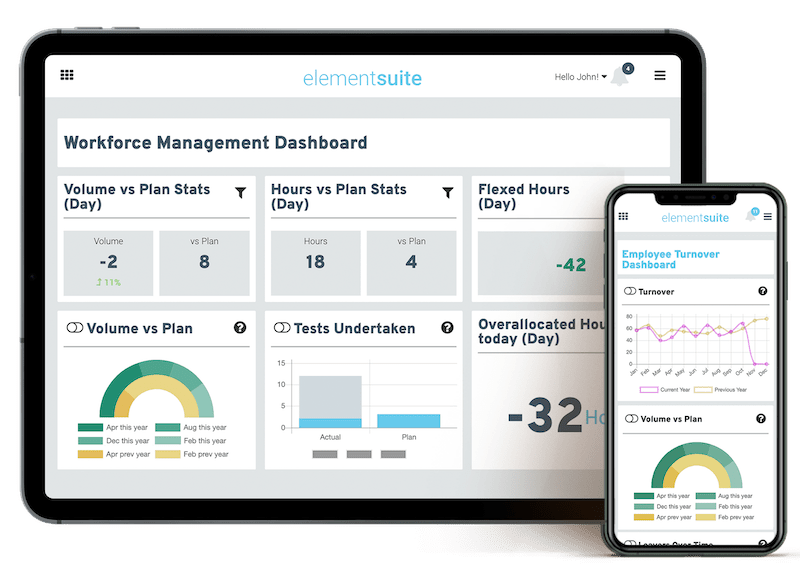 elementsuite
Hello John!
4
Workforce Management Dashboard
Volume vs Plan Stats
(Day)
Volume
-2
11%
vs Plan
8
Hours vs Plan Stats
(Day)
Hours
18
vs Plan
4
Flexed Hours
(Day)
-42
Volume vs Plan
?
Apr this year
Aug this year
Dec this year
Feb this year
Apr prev year
Feb prev year
Tests Undertaken
?
15
10
5
0
Actual
Plan
Overallocated Hou
today (Day)
-32
Ho
elementsuite
Employee Turnover
Dashboard
Turnover
?
80
60
40
20
0
Jan
Feb
Mar
Apr
May
Jun
Jul
Aug
Sep
Oct
Nov
Dec
Current Year
Previous Year
Volume vs Plan
?
Apr this year
Aug this year
Dec this year
Feb this year
Apr prev year
Feb prev year
Leavers Over Time